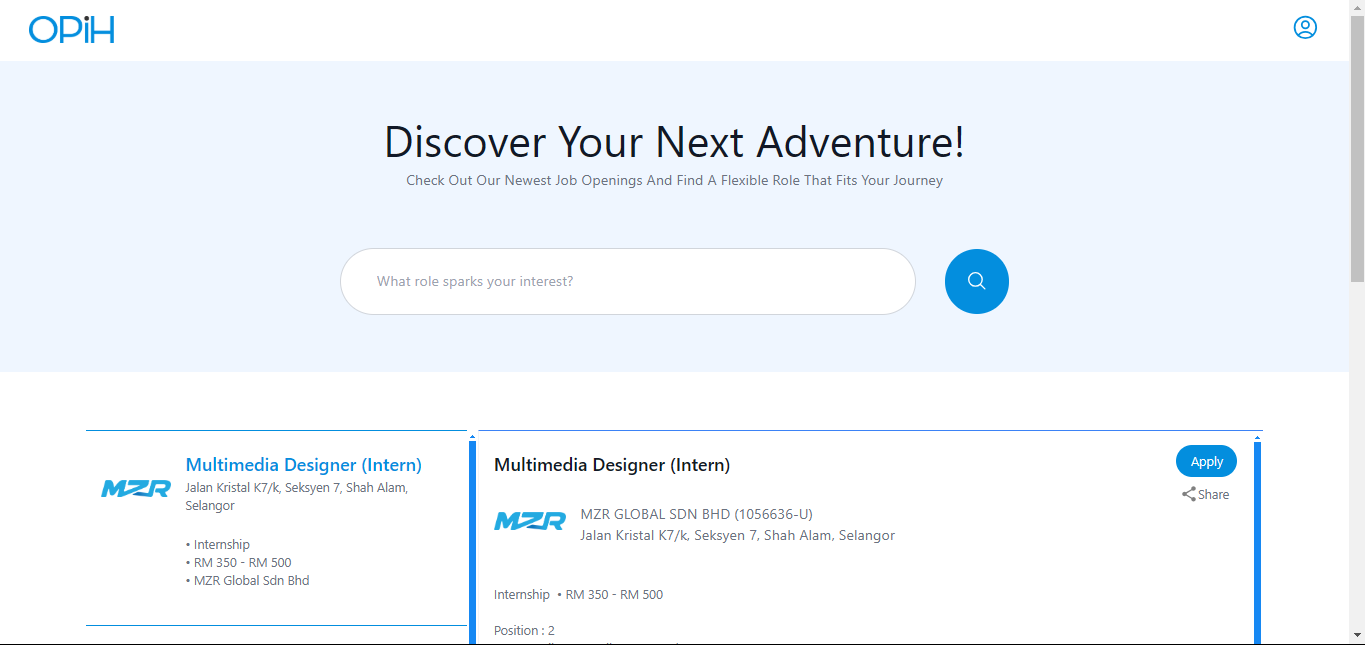 OPiH
Discover Your Next Adventure!
Check Out Our Newest Job Openings And Find A Flexible Role That Fits Your Journey
What role sparks your interest?
MZR
Multimedia Designer (Intern)
Jalan Kristal K7/k, Seksyen 7, Shah Alam,
Selangor
• Internship
• RM 350 - RM 500
• MZR Global Sdn Bhd
Multimedia Designer (Intern)
Apply
Share
MZR
MZR GLOBAL SDN BHD (1056636-U)
Jalan Kristal K7/k, Seksyen 7, Shah Alam, Selangor
Internship • RM 350 - RM 500
Position : 2